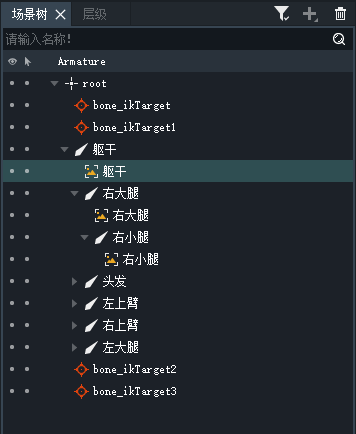 场景树 层级
请输入名称!
Armature
root
bone_ikTarget
bone_ikTarget1
躯干
躯干
右大腿
右大腿
右小腿
右小腿
头发
左上臂
右上臂
左大腿
bone_ikTarget2
bone_ikTarget3